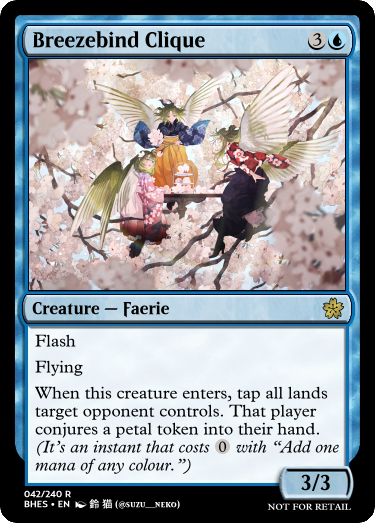 Breezebind Clique 3
Creature — Faerie
Flash
Flying
When this creature enters, tap all lands
target opponent controls. That player
conjures a petal token into their hand.
(It's an instant that costs 0 with “Add one
mana of any colour.”)
3/3
042/240 R
BHES • EN 鈴猫 (@SUZU__NEKO)
NOT FOR RETAIL